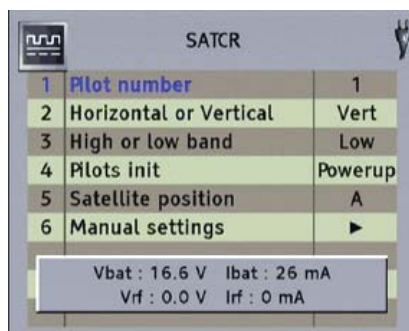 SATCR
1 Pilot number 1
2 Horizontal or Vertical Vert
3 High or low band Low
4 Pilots init Powerup
5 Satellite position A
6 Manual settings ►
Vbat : 16.6 V Ibat : 26 mA
Vrf : 0.0 V Irf : 0 mA